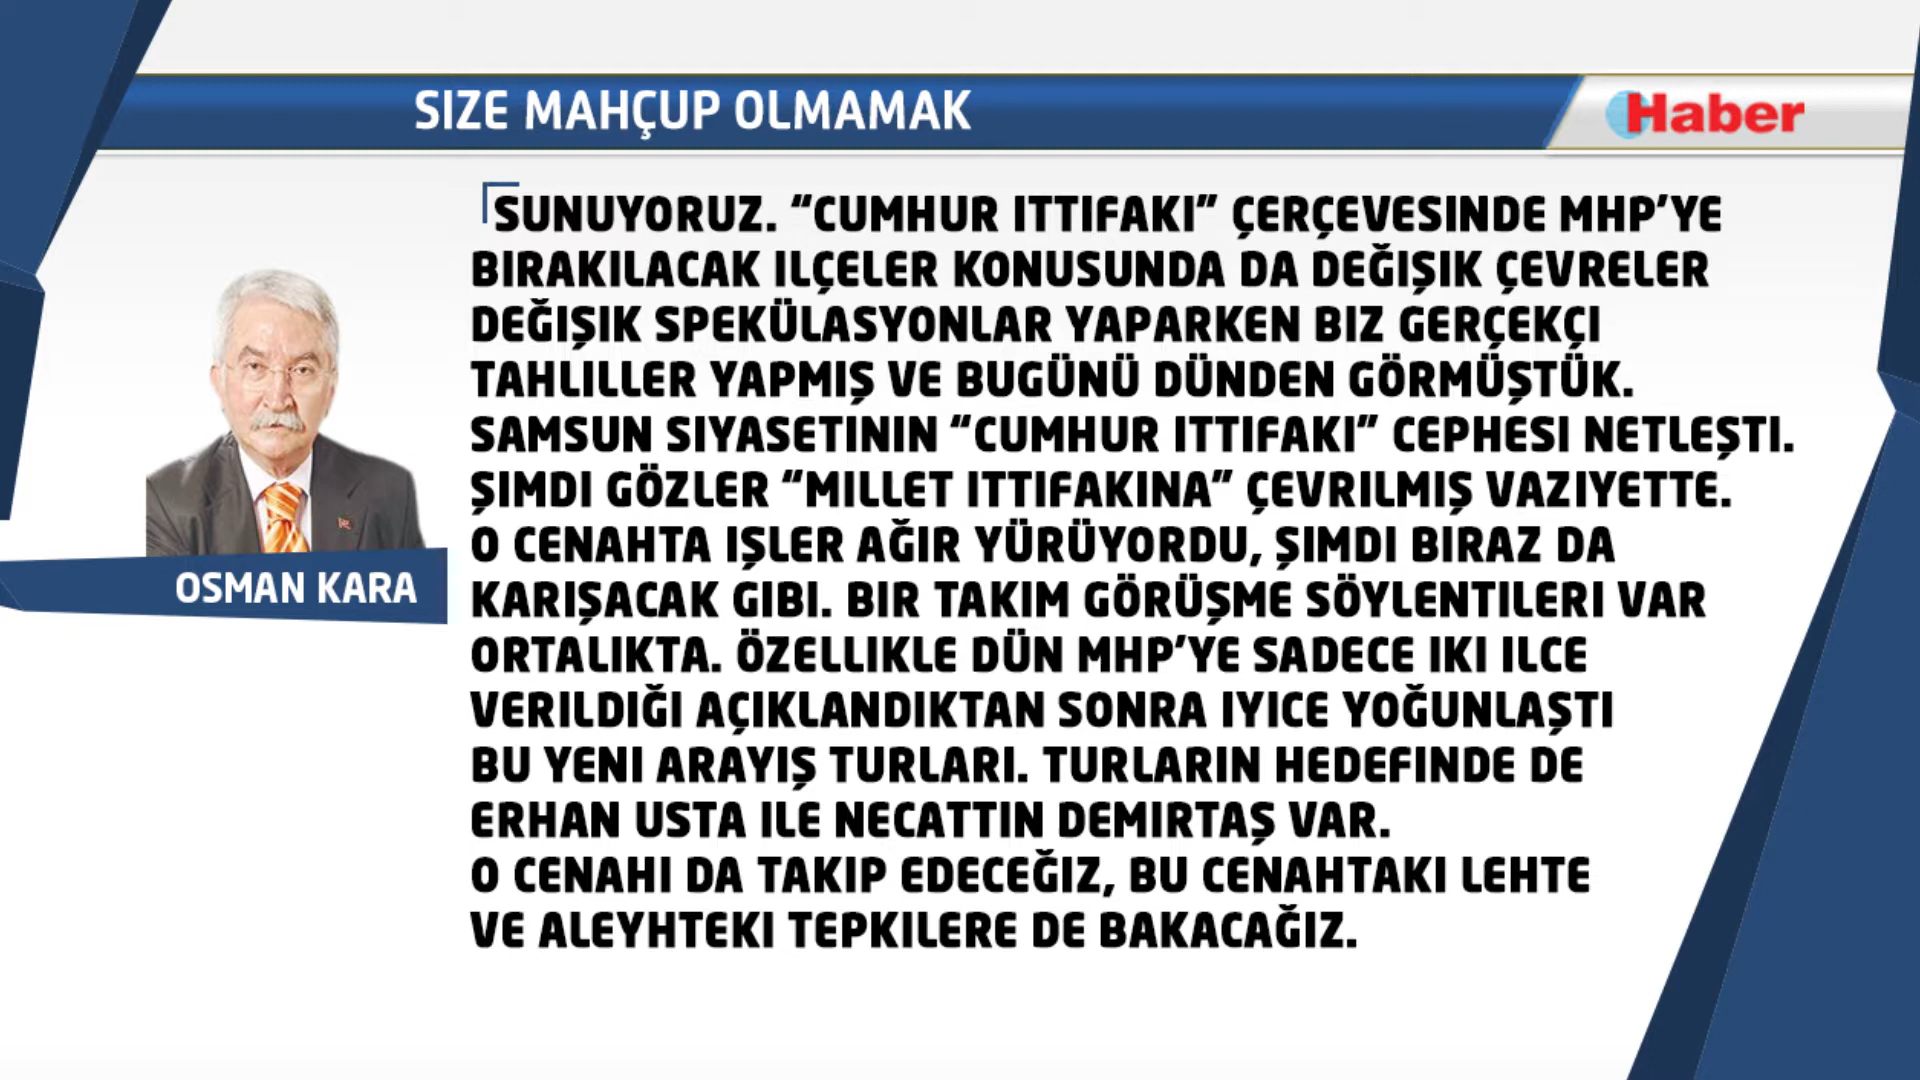 SIZE MAHÇUP OLMAMAK
Haber
SUNUYORUZ. “CUMHUR ITTIFAKI” ÇERÇEVESINDE MHP’YE
BIRAKILACAK ILÇELER KONUSUNDA DA DEĞIŞIK ÇEVRELER
DEĞIŞIK SPEKÜLASYONLAR YAPARKEN BIZ GERÇEKÇI
TAHLILLER YAPMIŞ VE BUGÜNÜ DÜNDEN GÖRMÜŞTÜK.
SAMSUN SIYASETININ “CUMHUR ITTIFAKI” CEPHESI NETLEŞTI.
ŞIMDI GÖZLER “MILLET ITTIFAKINA” ÇEVRILMIŞ VAZIYETTE.
O CENAHTA IŞLER AĞIR YÜRÜYORDU, ŞIMDI BIRAZ DA
KARIŞACAK GIBI. BIR TAKIM GÖRÜŞME SÖYLENTILERI VAR
ORTALIKTA. ÖZELLIKLE DÜN MHP’YE SADECE IKI ILCE
VERILDIĞI AÇIKLANDIKTAN SONRA IYICE YOĞUNLAŞTI
BU YENI ARAYIŞ TURLARI. TURLARIN HEDEFINDE DE
ERHAN USTA ILE NECATTIN DEMIRTAŞ VAR.
O CENAHI DA TAKIP EDECEĞIZ, BU CENAHTAKI LEHTE
VE ALEYHTEKI TEPKILERE DE BAKACAĞIZ.
OSMAN KARA